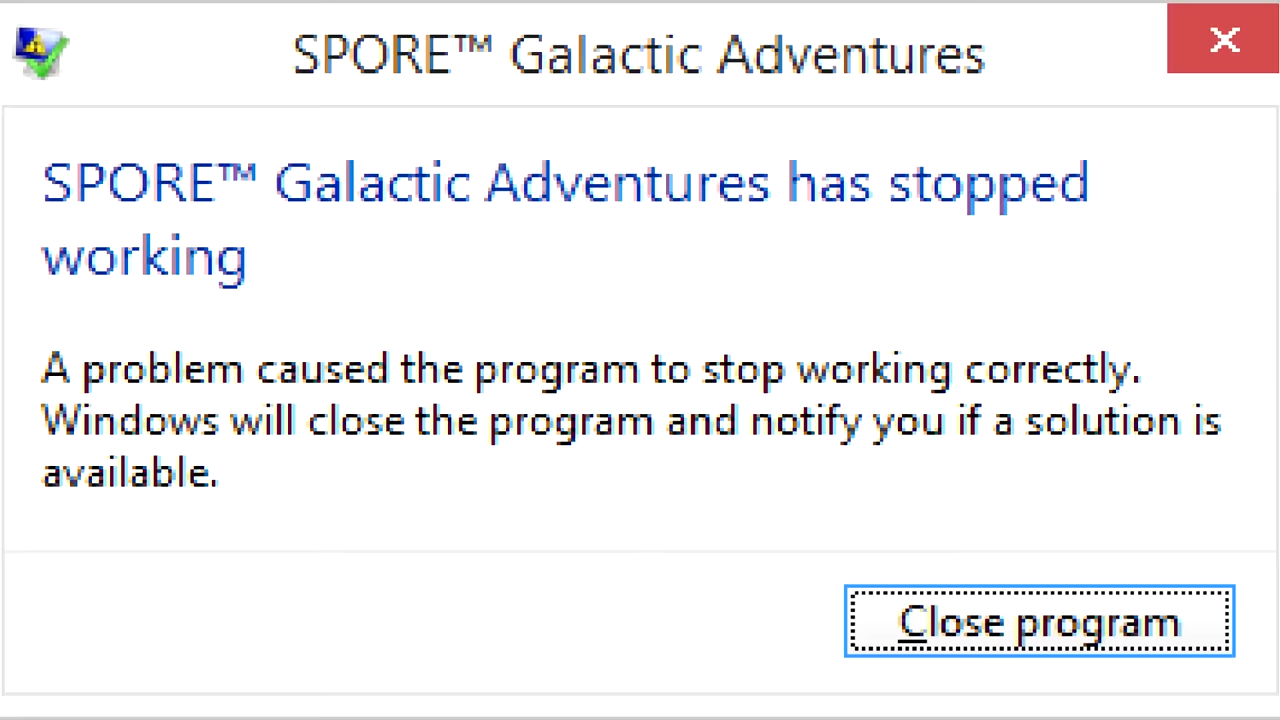 SPORE™ Galactic Adventures
SPORE™ Galactic Adventures has stopped
working
A problem caused the program to stop working correctly.
Windows will close the program and notify you if a solution is
available.
Close program